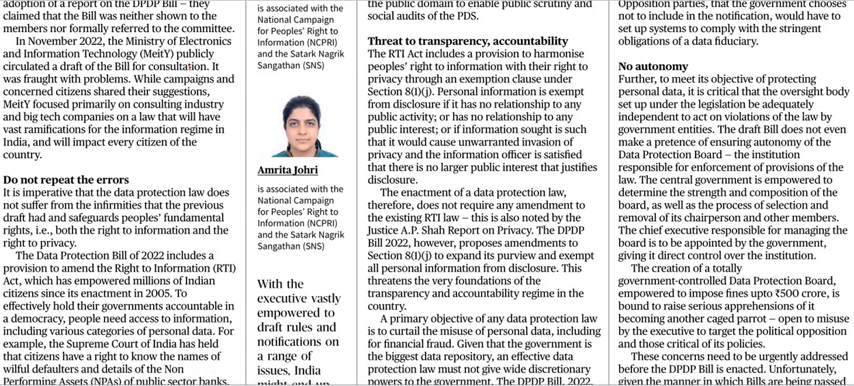 adoption of a report on the DPDP Bill – they
claimed that the Bill was neither shown to the
members nor formally referred to the committee.
In November 2022, the Ministry of Electronics
and Information Technology (MeitY) publicly
circulated a draft of the Bill for consultation. It
was fraught with problems. While campaigns and
concerned citizens shared their suggestions,
MeitY focused primarily on consulting industry
and big tech companies on a law that will have
vast ramifications for the information regime in
India, and will impact every citizen of the
country.
Do not repeat the errors
It is imperative that the data protection law does
not suffer from the infirmities that the previous
draft had and safeguards peoples' fundamental
rights, i.e., both the right to information and the
right to privacy.
The Data Protection Bill of 2022 includes a
provision to amend the Right to Information (RTI)
Act, which has empowered millions of Indian
citizens since its enactment in 2005. To
effectively hold their governments accountable in
a democracy, people need access to information,
including various categories of personal data. For
example, the Supreme Court of India has held
that citizens have a right to know the names of
wilful defaulters and details of the Non
Performing Assets (NPAs) of public sector banks.
is associated with the
National Campaign
for Peoples' Right to
Information (NCPRI)
and the Satark Nagrik
Sangathan (SNS)
Amrita Johri
is associated with the
National Campaign
for Peoples' Right to
Information (NCPRI)
and the Satark Nagrik
Sangathan (SNS)
With the
executive vastly
empowered to
draft rules and
notifications on
a range of
issues, India
might end up
the public domain to enable public scrutiny and
social audits of the PDS.
Threat to transparency, accountability
The RTI Act includes a provision to harmonise
peoples' right to information with their right to
privacy through an exemption clause under
Section 8(1)(j). Personal information is exempt
from disclosure if it has no relationship to any
public activity; or has no relationship to any
public interest; or if information sought is such
that it would cause unwarranted invasion of
privacy and the information officer is satisfied
that there is no larger public interest that justifies
disclosure.
The enactment of a data protection law,
therefore, does not require any amendment to
the existing RTI law – this is also noted by the
Justice A.P. Shah Report on Privacy. The DPDP
Bill 2022, however, proposes amendments to
Section 8(1)(j) to expand its purview and exempt
all personal information from disclosure. This
threatens the very foundations of the
transparency and accountability regime in the
country.
A primary objective of any data protection law
is to curtail the misuse of personal data, including
for financial fraud. Given that the government is
the biggest data repository, an effective data
protection law must not give wide discretionary
powers to the government. The DPDP Bill, 2022,
Opposition parties, that the government chooses
not to include in the notification, would have to
set up systems to comply with the stringent
obligations of a data fiduciary.
No autonomy
Further, to meet its objective of protecting
personal data, it is critical that the oversight body
set up under the legislation be adequately
independent to act on violations of the law by
government entities. The draft Bill does not even
make a pretence of ensuring autonomy of the
Data Protection Board – the institution
responsible for enforcement of provisions of the
law. The central government is empowered to
determine the strength and composition of the
board, as well as the process of selection and
removal of its chairperson and other members.
The chief executive responsible for managing the
board is to be appointed by the government,
giving it direct control over the institution.
The creation of a totally
government-controlled Data Protection Board,
empowered to impose fines upto ₹500 crore, is
bound to raise serious apprehensions of it
becoming another caged parrot – open to misuse
by the executive to target the political opposition
and those critical of its policies.
These concerns need to be urgently addressed
before the DPDP Bill is enacted. Unfortunately,
given the manner in which Bills are being passed